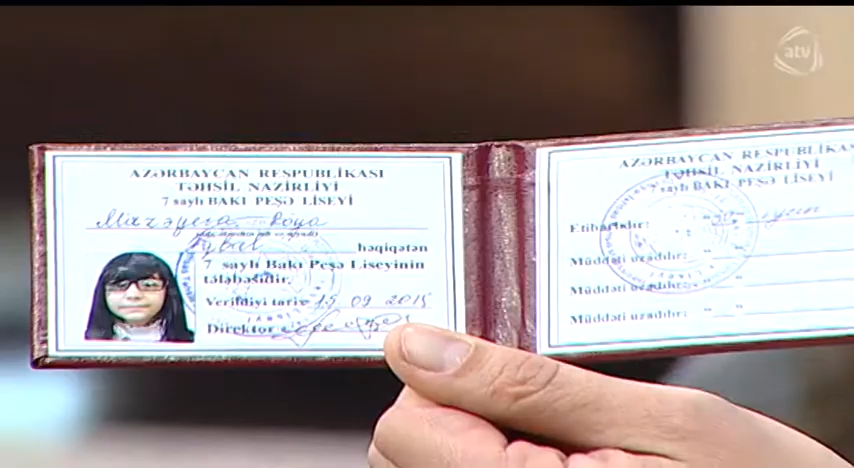 atv
AZƏRBAYCAN RESPUBLİKASI
TƏHSİL NAZİRLİYİ
7 saylı BAKI PEŞƏ LİSEYİ
Röya
həqiqətən
7 saylı Bakı Peşə Liseyinin
tələbəsidir.
Verildiyi tarix 15 09 2015
Direktor
AZƏRBAYCAN RESPUBLİKASI
TƏHSİL NAZİRLİYİ
7 saylı BAKI PEŞƏ LİSEYİ
Etibarlıdır:
Müddəti uzadılır: "
Müddəti uzadılır: " "
Müddəti uzadılır: " "